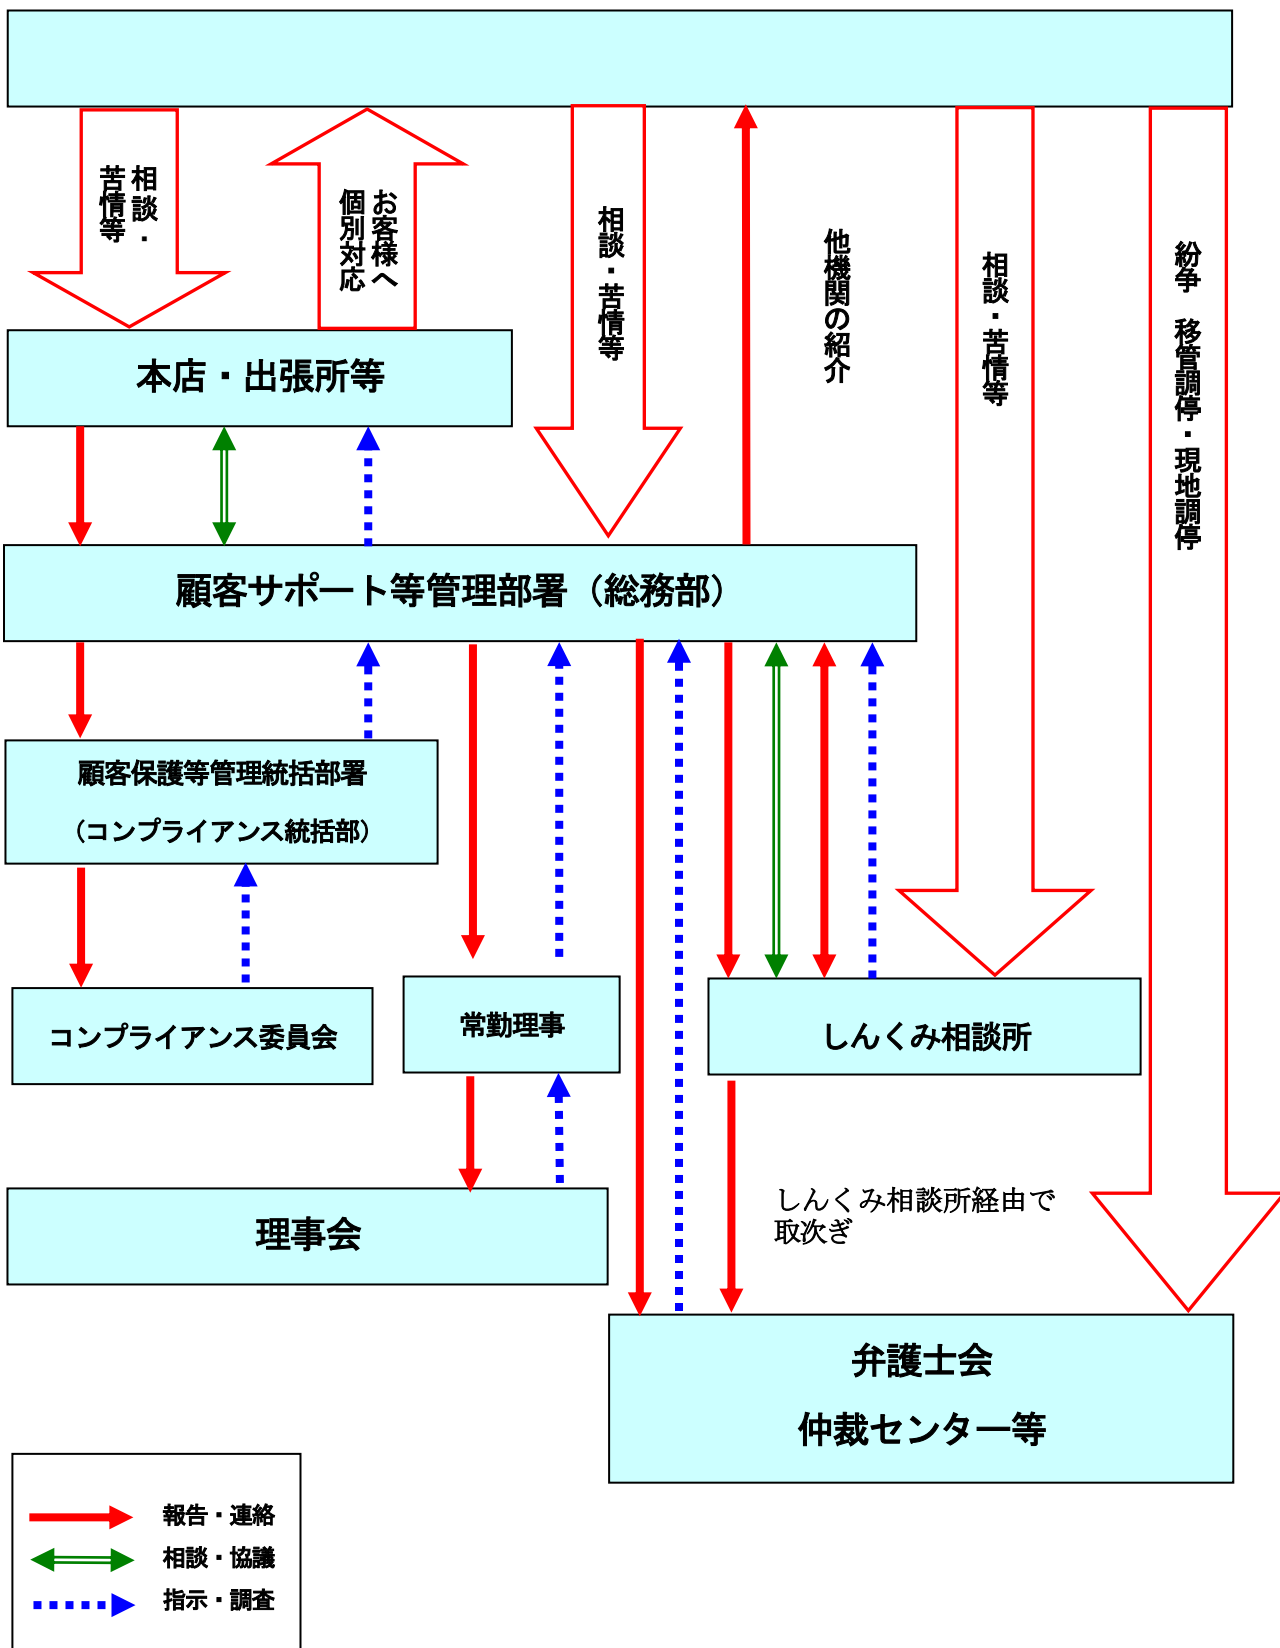 相談・
苦情等
お客様へ
個別対応
相談・苦情等
他機関の紹介
相談・苦情等
紛争　移管調停・現地調停
本店・出張所等
顧客サポート等管理部署（総務部）
顧客保護等管理統括部署
（コンプライアンス統括部）
コンプライアンス委員会
常勤理事
しんくみ相談所
しんくみ相談所経由で
取次ぎ
理事会
弁護士会
仲裁センター等
報告・連絡
相談・協議
指示・調査